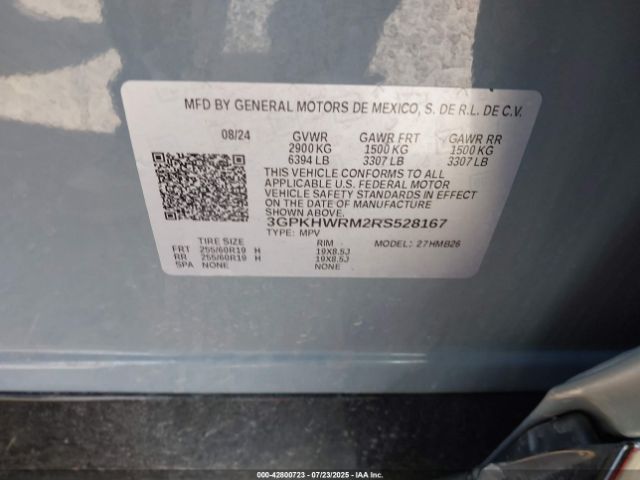 MFD BY GENERAL MOTORS DE MEXICO, S. DE R.L. DE C.V.
08/24 GVWR GAWR FRT GAWR RR
2900 KG 1500 KG 1500 KG
6394 LB 3307 LB 3307 LB
THIS VEHICLE CONFORMS TO ALL
APPLICABLE U.S. FEDERAL MOTOR
VEHICLE SAFETY STANDARDS IN EFFECT
ON THE DATE OF MANUFACTURE
SHOWN ABOVE.
3GPKHWRM2RS528167
TYPE: MPV MODEL: 27HMB26
TIRE SIZE RIM
FRT 255/60R19 H 19X8.5J
RR 255/60R19 H 19X8.5J
SPA NONE NONE
000-42800723 | 07/23/2025 | IAA Inc.